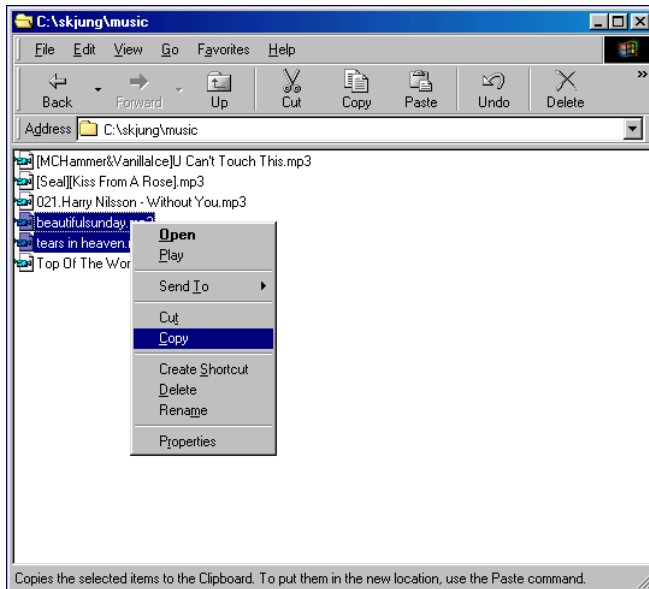 C:\skjung\music
File Edit View Go Favorites Help
Back Forward Up Cut Copy Paste Undo Delete »
Address C:\skjung\music
[MCHammer&VanillaIce]U Can't Touch This.mp3
[Seal][Kiss From A Rose].mp3
021.Harry Nilsson - Without You.mp3
beautifulsunday.mp3
tears in heaven.
Top Of The Wor
Open
Play
Send To
Cut
Copy
Create Shortcut
Delete
Rename
Properties
Copies the selected items to the Clipboard. To put them in the new location, use the Paste command.